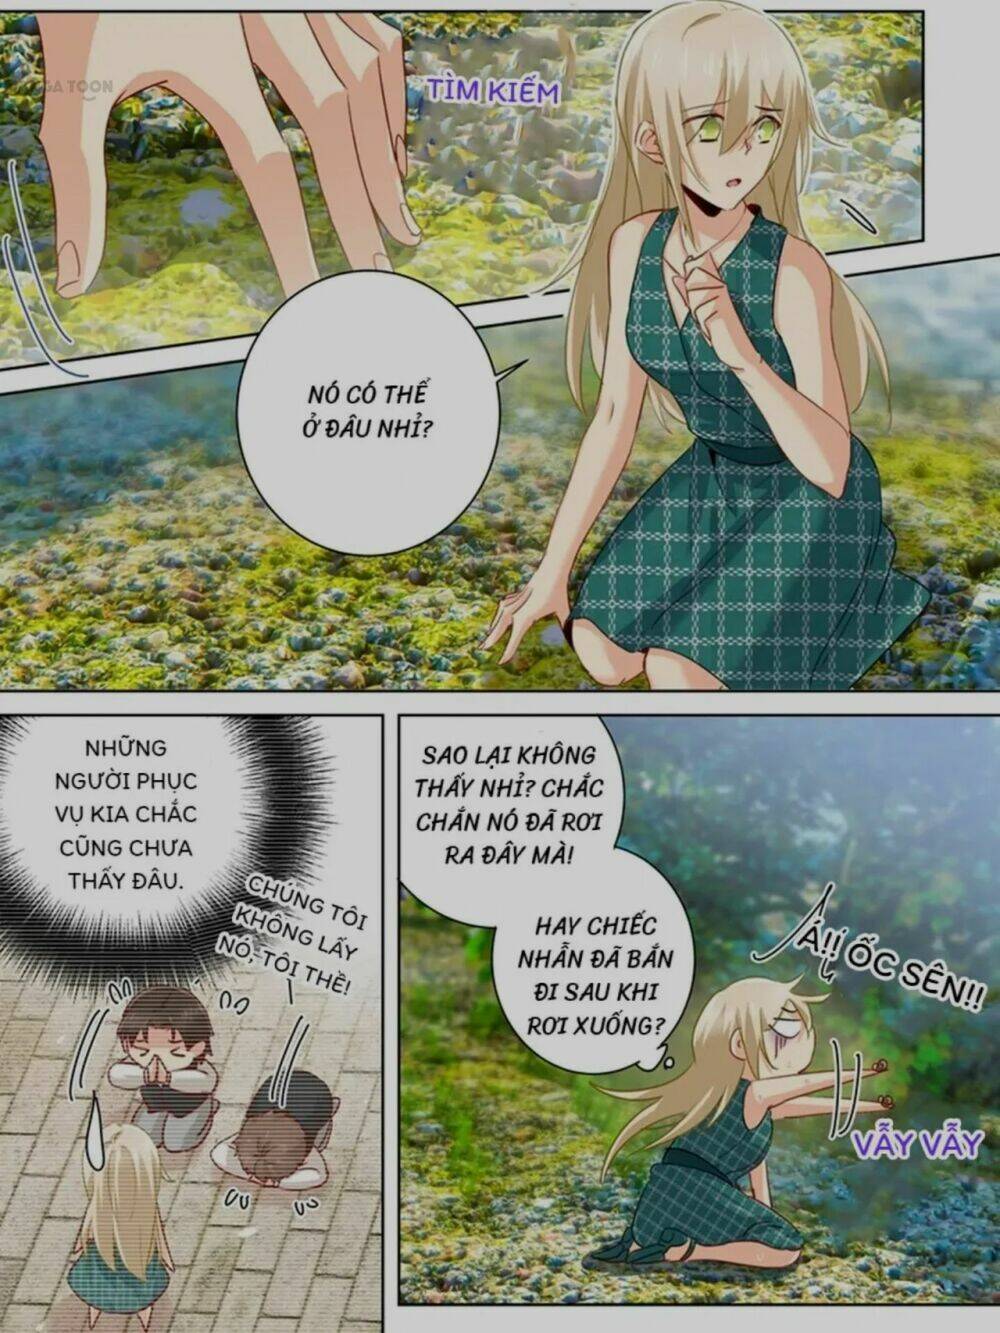 TÌM KIẾM
NÓ CÓ THỂ
Ở ĐÂU NHỈ?
NHỮNG
NGƯỜI PHỤC
VỤ KIA CHẮC
CŨNG CHƯA
THẤY ĐÂU.
CHÚNG TÔI
KHÔNG LẤY
NÓ, TÔI THỀ!
SAO LẠI KHÔNG
THẤY NHỈ? CHẮC
CHẮN NÓ ĐÃ RƠI
RA ĐÂY MÀ!
HAY CHIẾC
NHẪN ĐÃ BẮN
ĐI SAU KHI
RƠI XUỐNG?
Á!! ỐC SÊN!!
VẪY VẪY